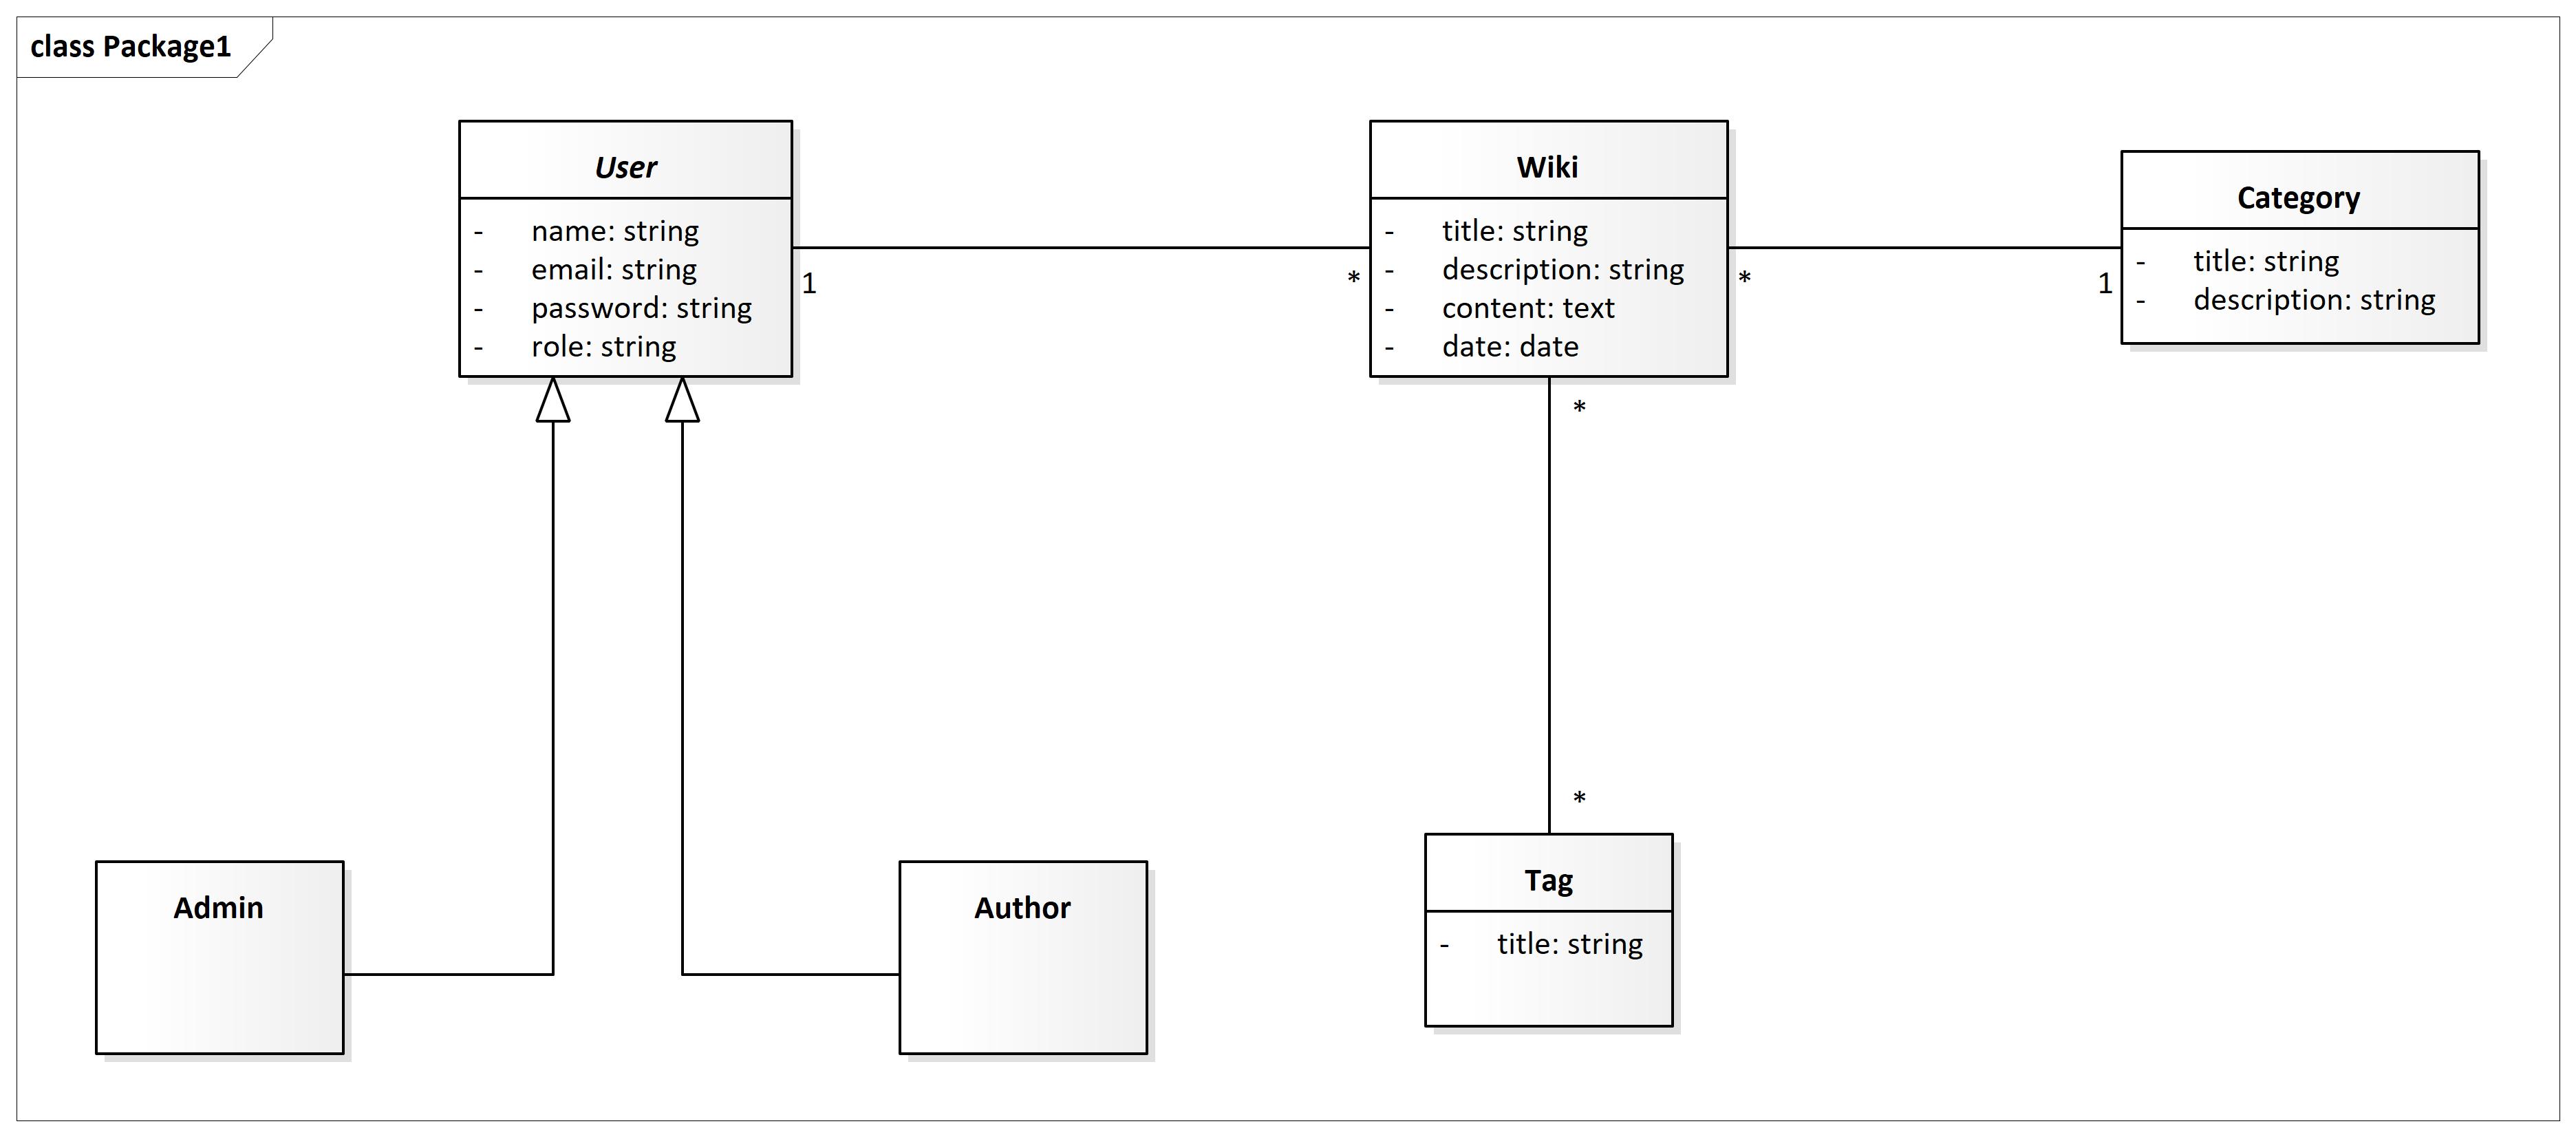 class Package1
User
- name: string
- email: string
- password: string
- role: string
1
*
Wiki
- title: string
- description: string
- content: text
- date: date
*
1
Category
- title: string
- description: string
*
*
Admin
Author
Tag
- title: string